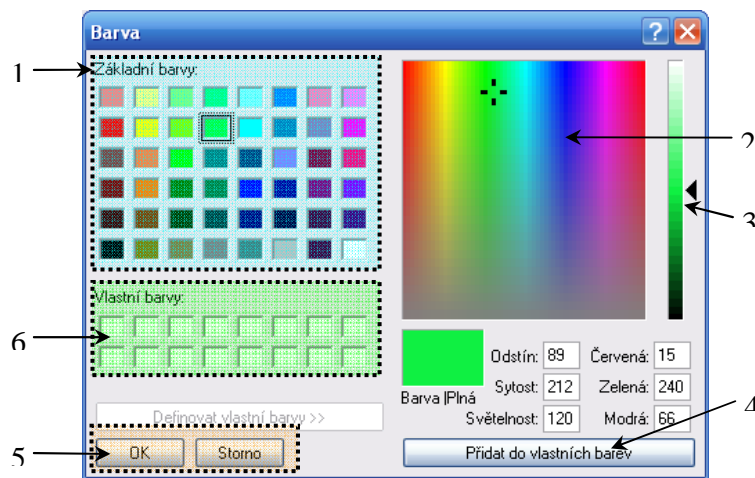 Barva
1
Základní barvy:
2
3
Vlastní barvy:
6
Barva |Plná
Odstín: 89 Červená: 15
Sytost: 212 Zelená: 240
Světelnost: 120 Modrá: 66
4
Definovat vlastní barvy >>
5
OK Storno
Přidat do vlastních barev